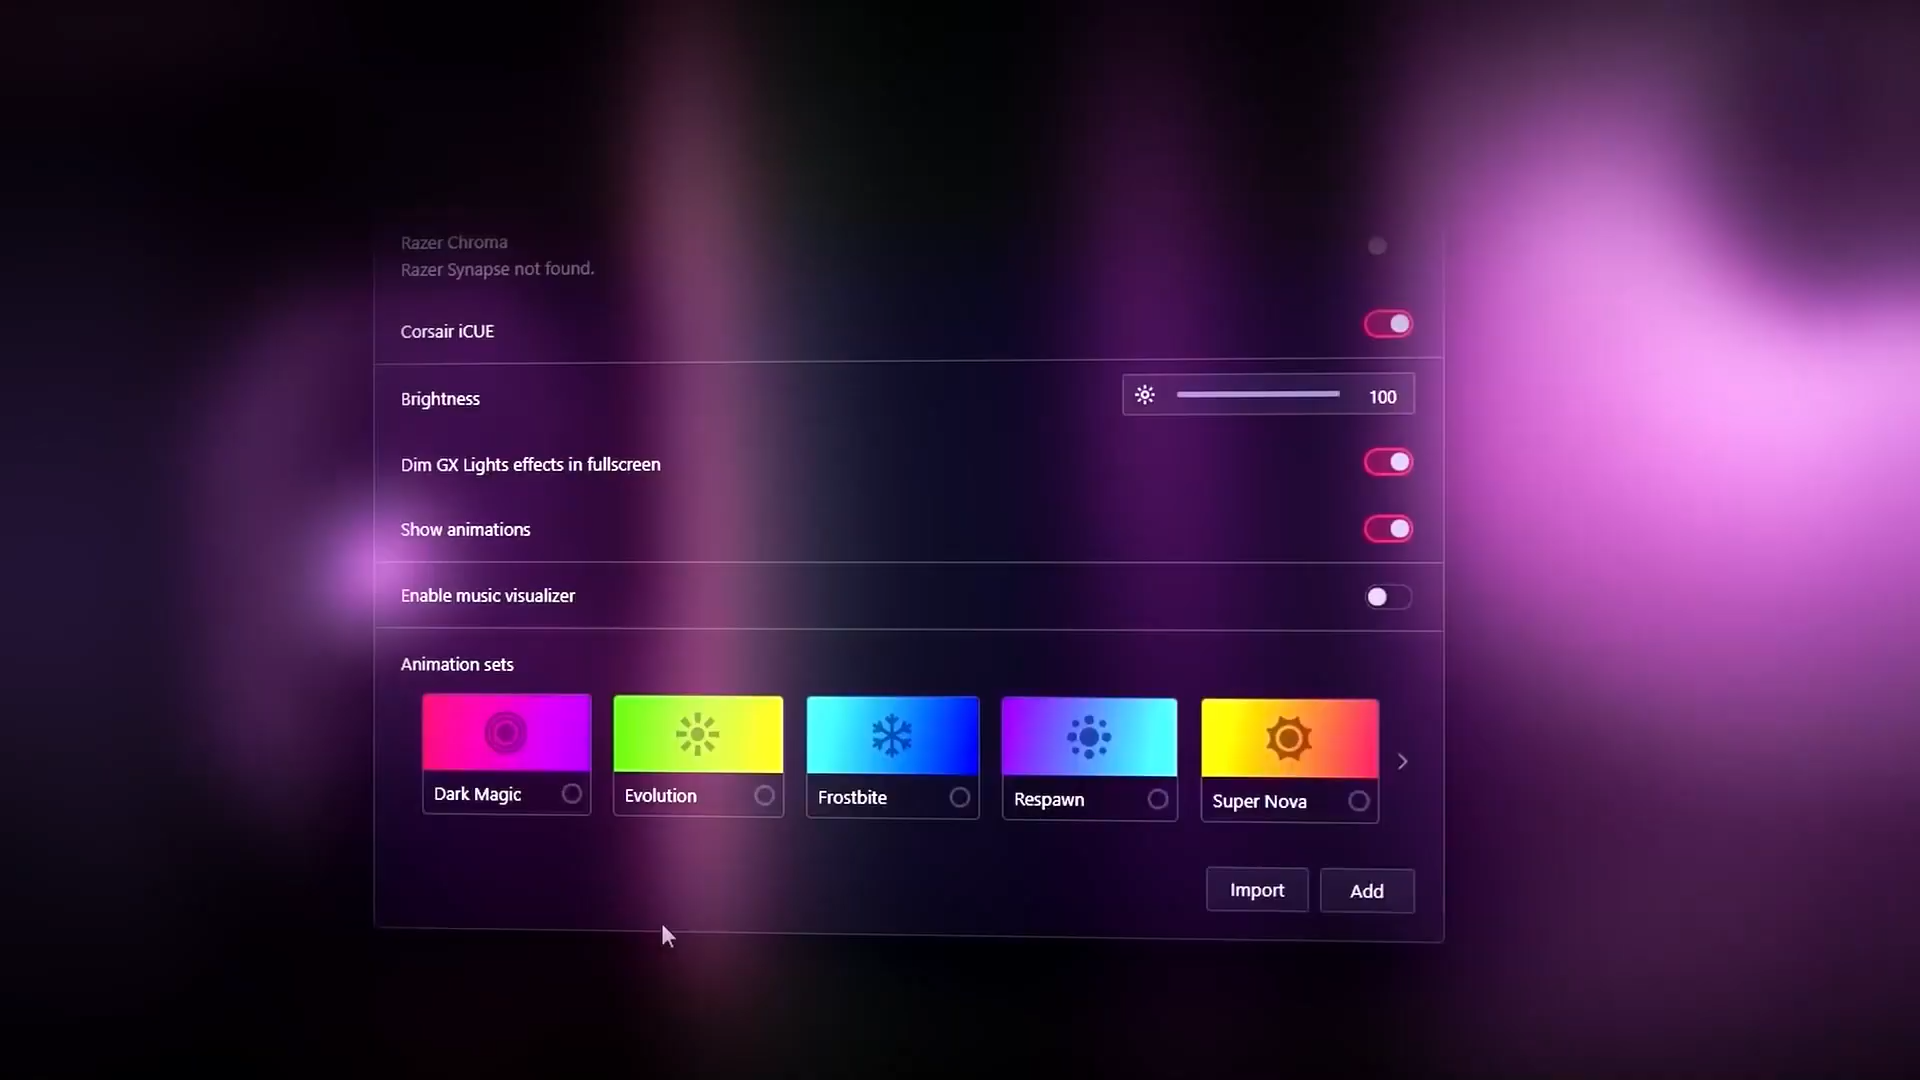 Razer Chroma
Razer Synapse not found.
Corsair iCUE
Brightness
100
Dim GX Lights effects in fullscreen
Show animations
Enable music visualizer
Animation sets
Dark Magic
Evolution
Frostbite
Respawn
Super Nova
Import
Add